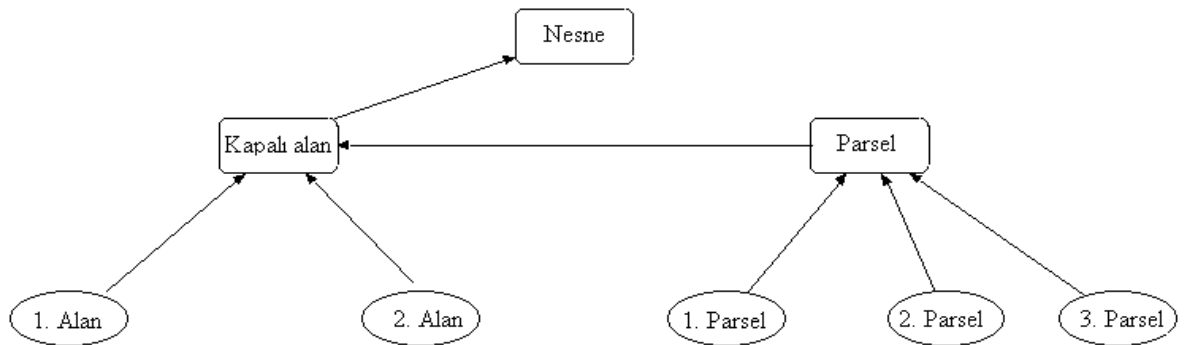 Nesne
Kapalı alan
Parsel
1. Alan
2. Alan
1. Parsel
2. Parsel
3. Parsel